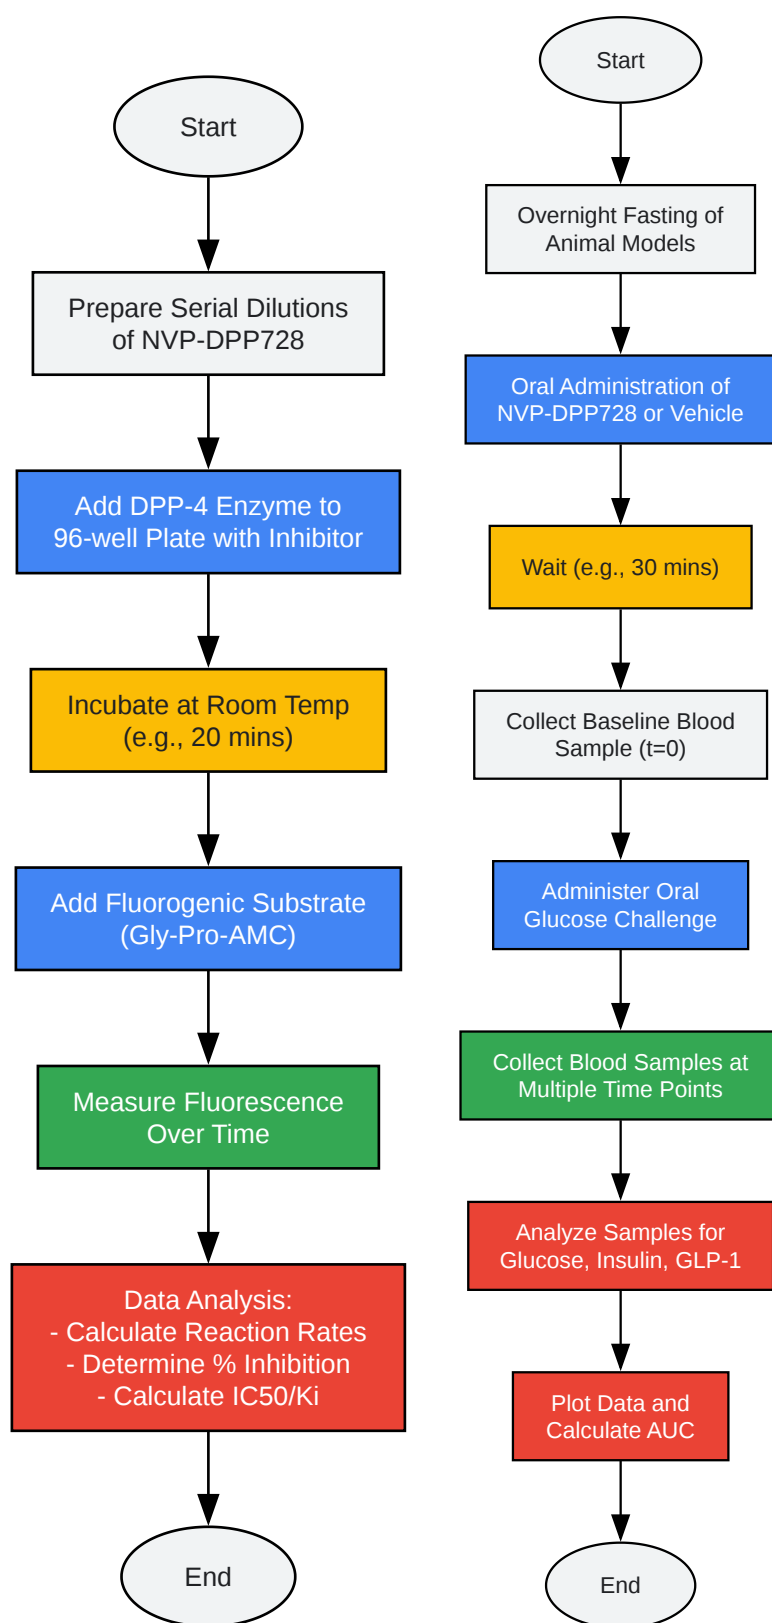 Start
Prepare Serial Dilutions
of NVP-DPP728
Add DPP-4 Enzyme to
96-well Plate with Inhibitor
Incubate at Room Temp
(e.g., 20 mins)
Add Fluorogenic Substrate
(Gly-Pro-AMC)
Measure Fluorescence
Over Time
Data Analysis:
- Calculate Reaction Rates
- Determine % Inhibition
- Calculate IC50/Ki
End
Start
Overnight Fasting of
Animal Models
Oral Administration of
NVP-DPP728 or Vehicle
Wait (e.g., 30 mins)
Collect Baseline Blood
Sample (t=0)
Administer Oral
Glucose Challenge
Collect Blood Samples at
Multiple Time Points
Analyze Samples for
Glucose, Insulin, GLP-1
Plot Data and
Calculate AUC
End